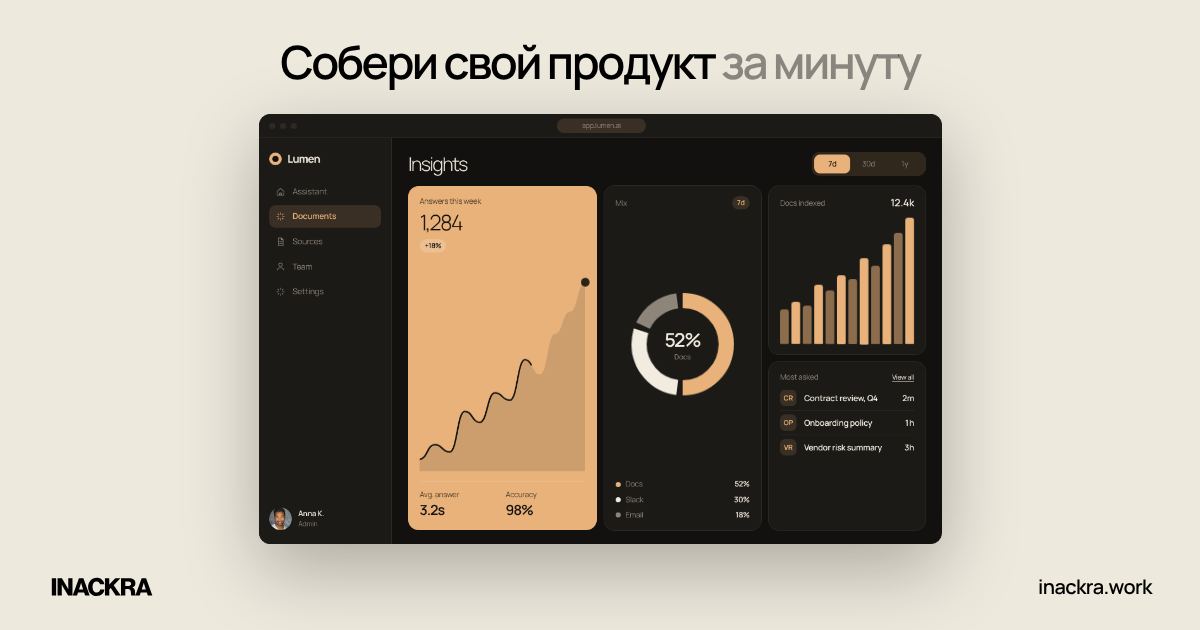 Собери свой продукт за минуту
app.lumen.ai
Lumen
Assistant
Documents
Sources
Team
Settings
Anna K.
Admin
Insights
7d 30d 1y
Answers this week
1,284
+18%
Avg. answer Accuracy
3.2s 98%
Mix 7d
52%
Docs
Docs 52%
Slack 30%
Email 18%
Docs indexed 12.4k
Most asked View all
CR Contract review, Q4 2m
OP Onboarding policy 1h
VR Vendor risk summary 3h
INACKRA
inackra.work